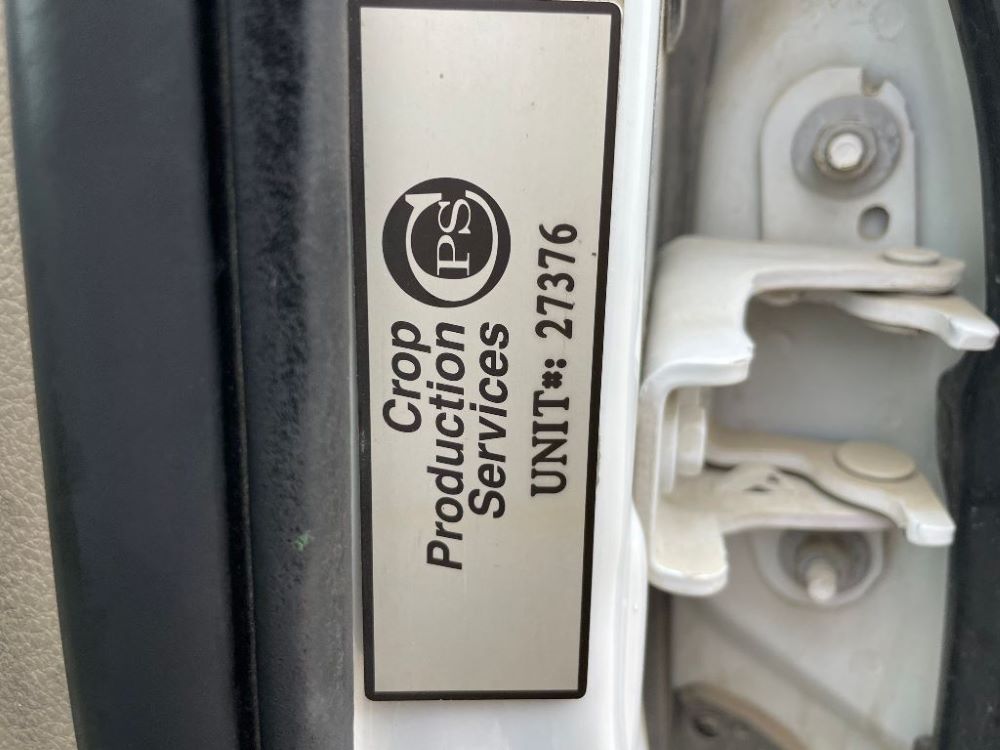 Crop
Production
Services
CPS
UNIT#: 27376